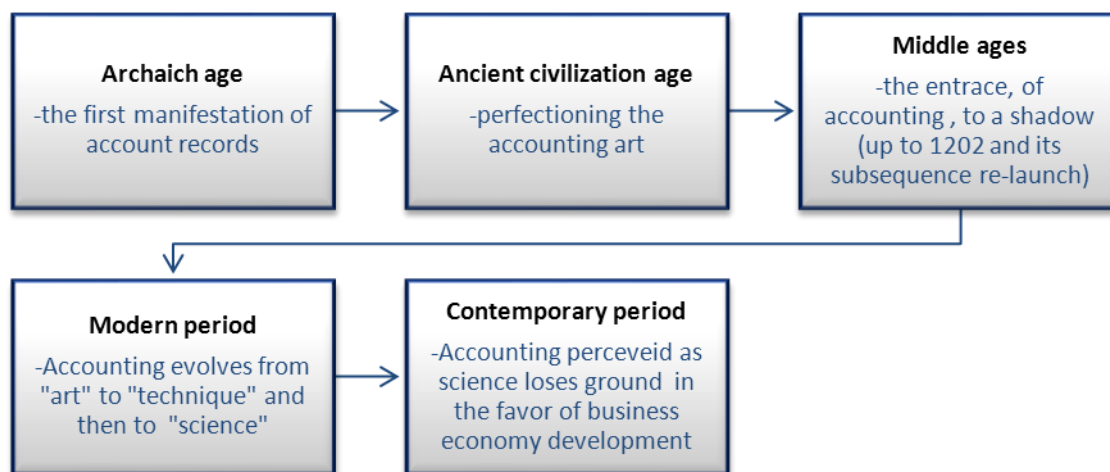 Archaich age
-the first manifestation of
account records
Ancient civilization age
-perfectioning the
accounting art
Middle ages
-the entrace, of
accounting , to a shadow
(up to 1202 and its
subsequence re-launch)
Modern period
-Accounting evolves from
"art" to "technique" and
then to "science"
Contemporary period
-Accounting perceveid as
science loses ground in
the favor of business
economy development